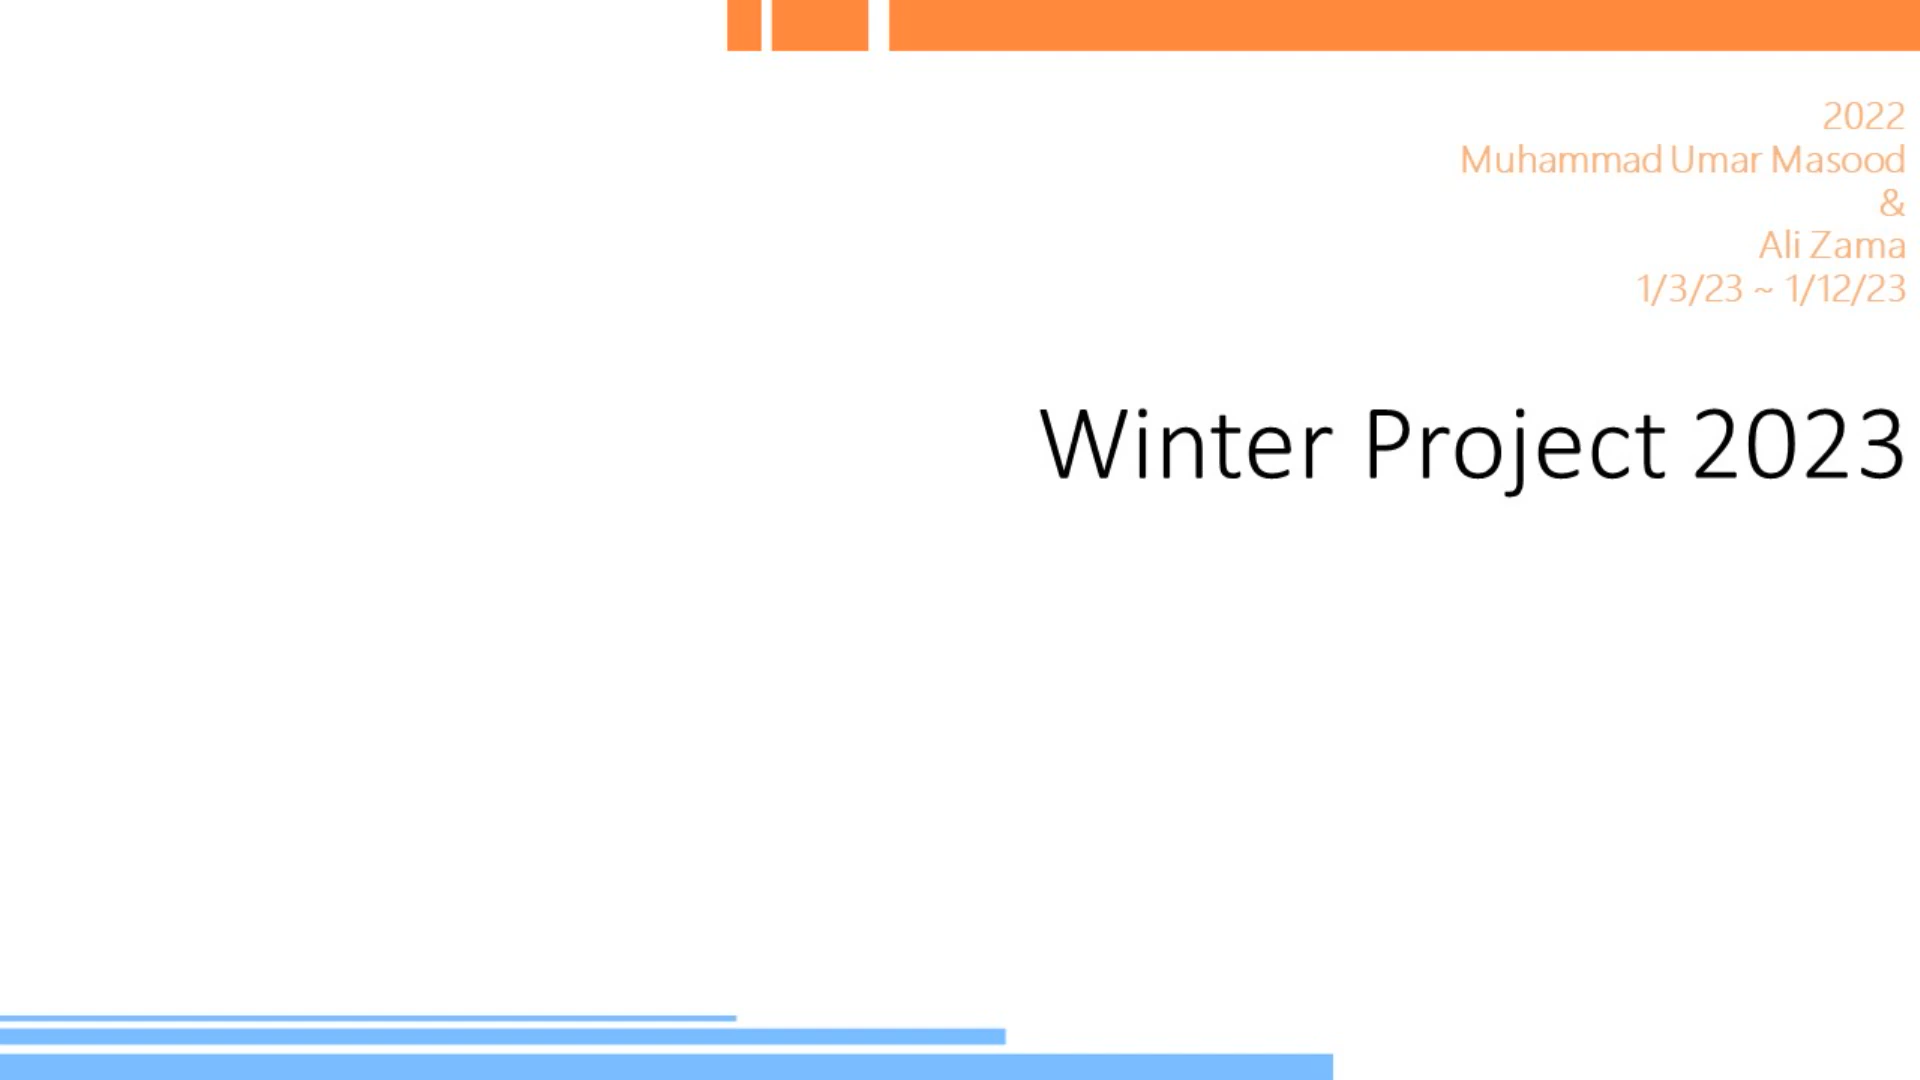 2022
Muhammad Umar Masood
&
Ali Zama
1/3/23 ~ 1/12/23
Winter Project 2023